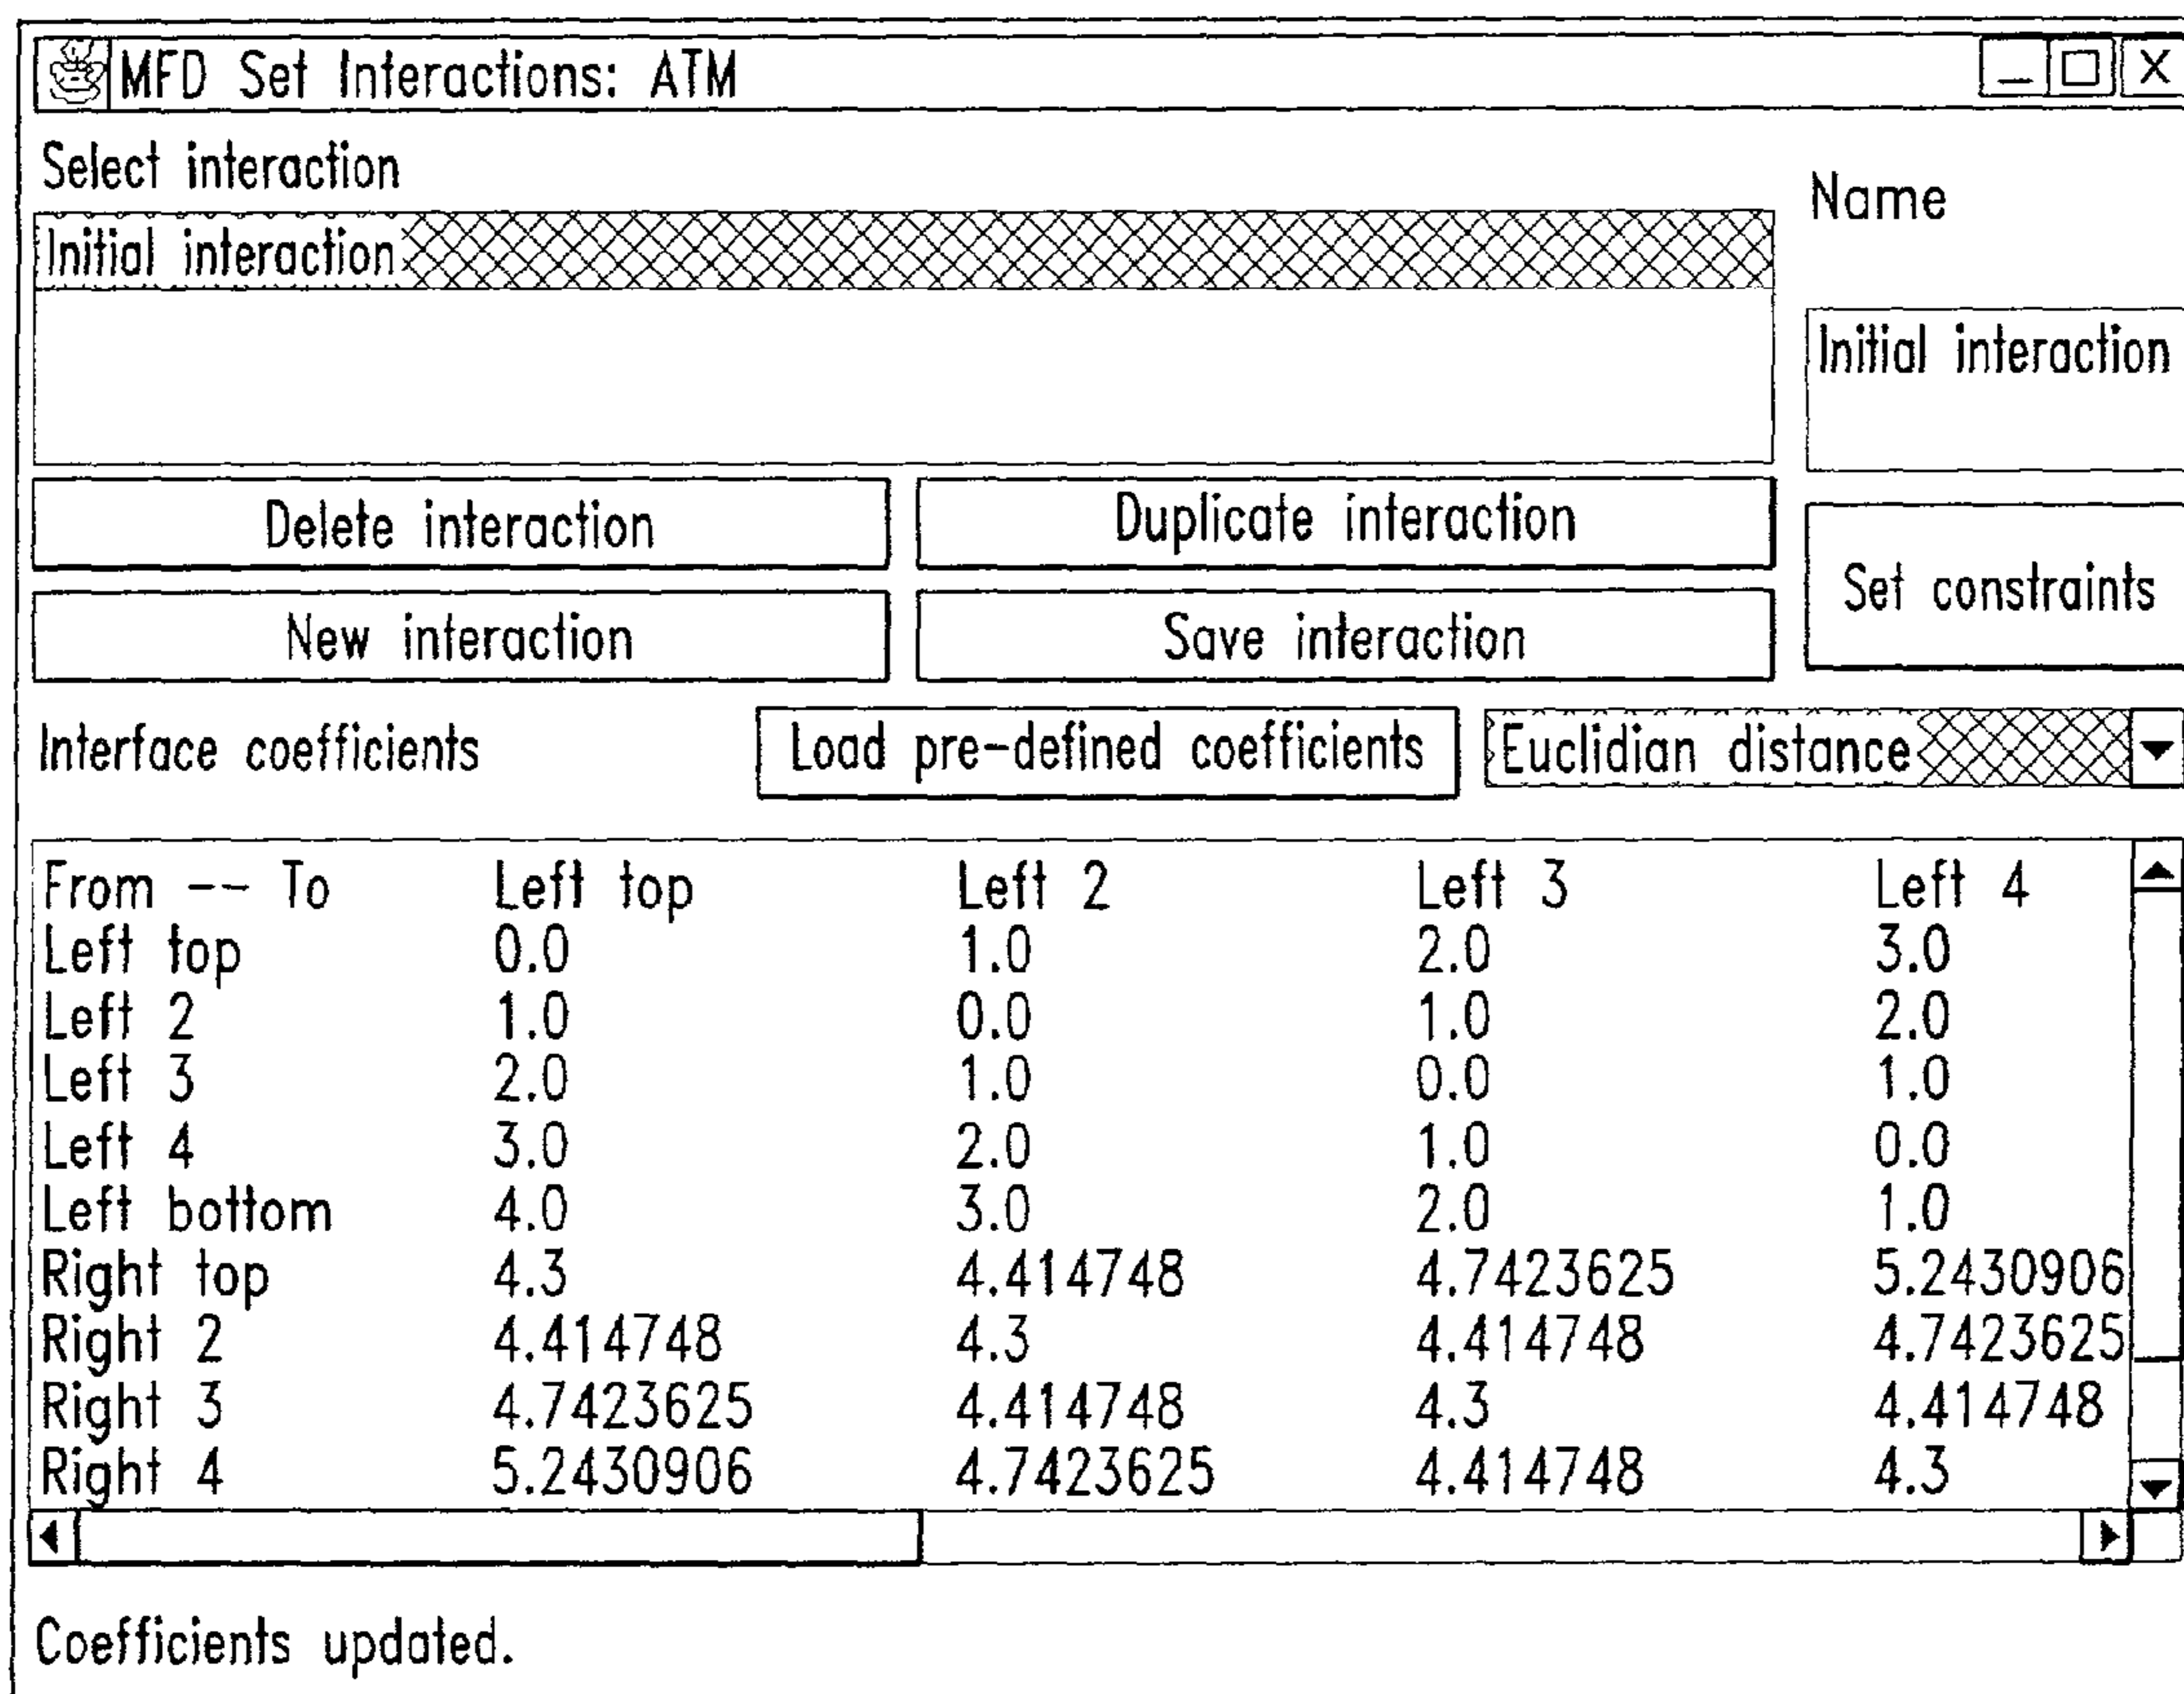 MFD Set Interactions: ATM
Select interaction
Name
Initial interaction
Initial interaction
Delete interaction
Duplicate interaction
Set constraints
New interaction
Save interaction
Interface coefficients
Load pre-defined coefficients
Euclidian distance
From -- To Left top Left 2 Left 3 Left 4
Left top 0.0 1.0 2.0 3.0
Left 2 1.0 0.0 1.0 2.0
Left 3 2.0 1.0 0.0 1.0
Left 4 3.0 2.0 1.0 0.0
Left bottom 4.0 3.0 2.0 1.0
Right top 4.3 4.414748 4.7423625 5.2430906
Right 2 4.414748 4.3 4.414748 4.7423625
Right 3 4.7423625 4.414748 4.3 4.414748
Right 4 5.2430906 4.7423625 4.414748 4.3
Coefficients updated.